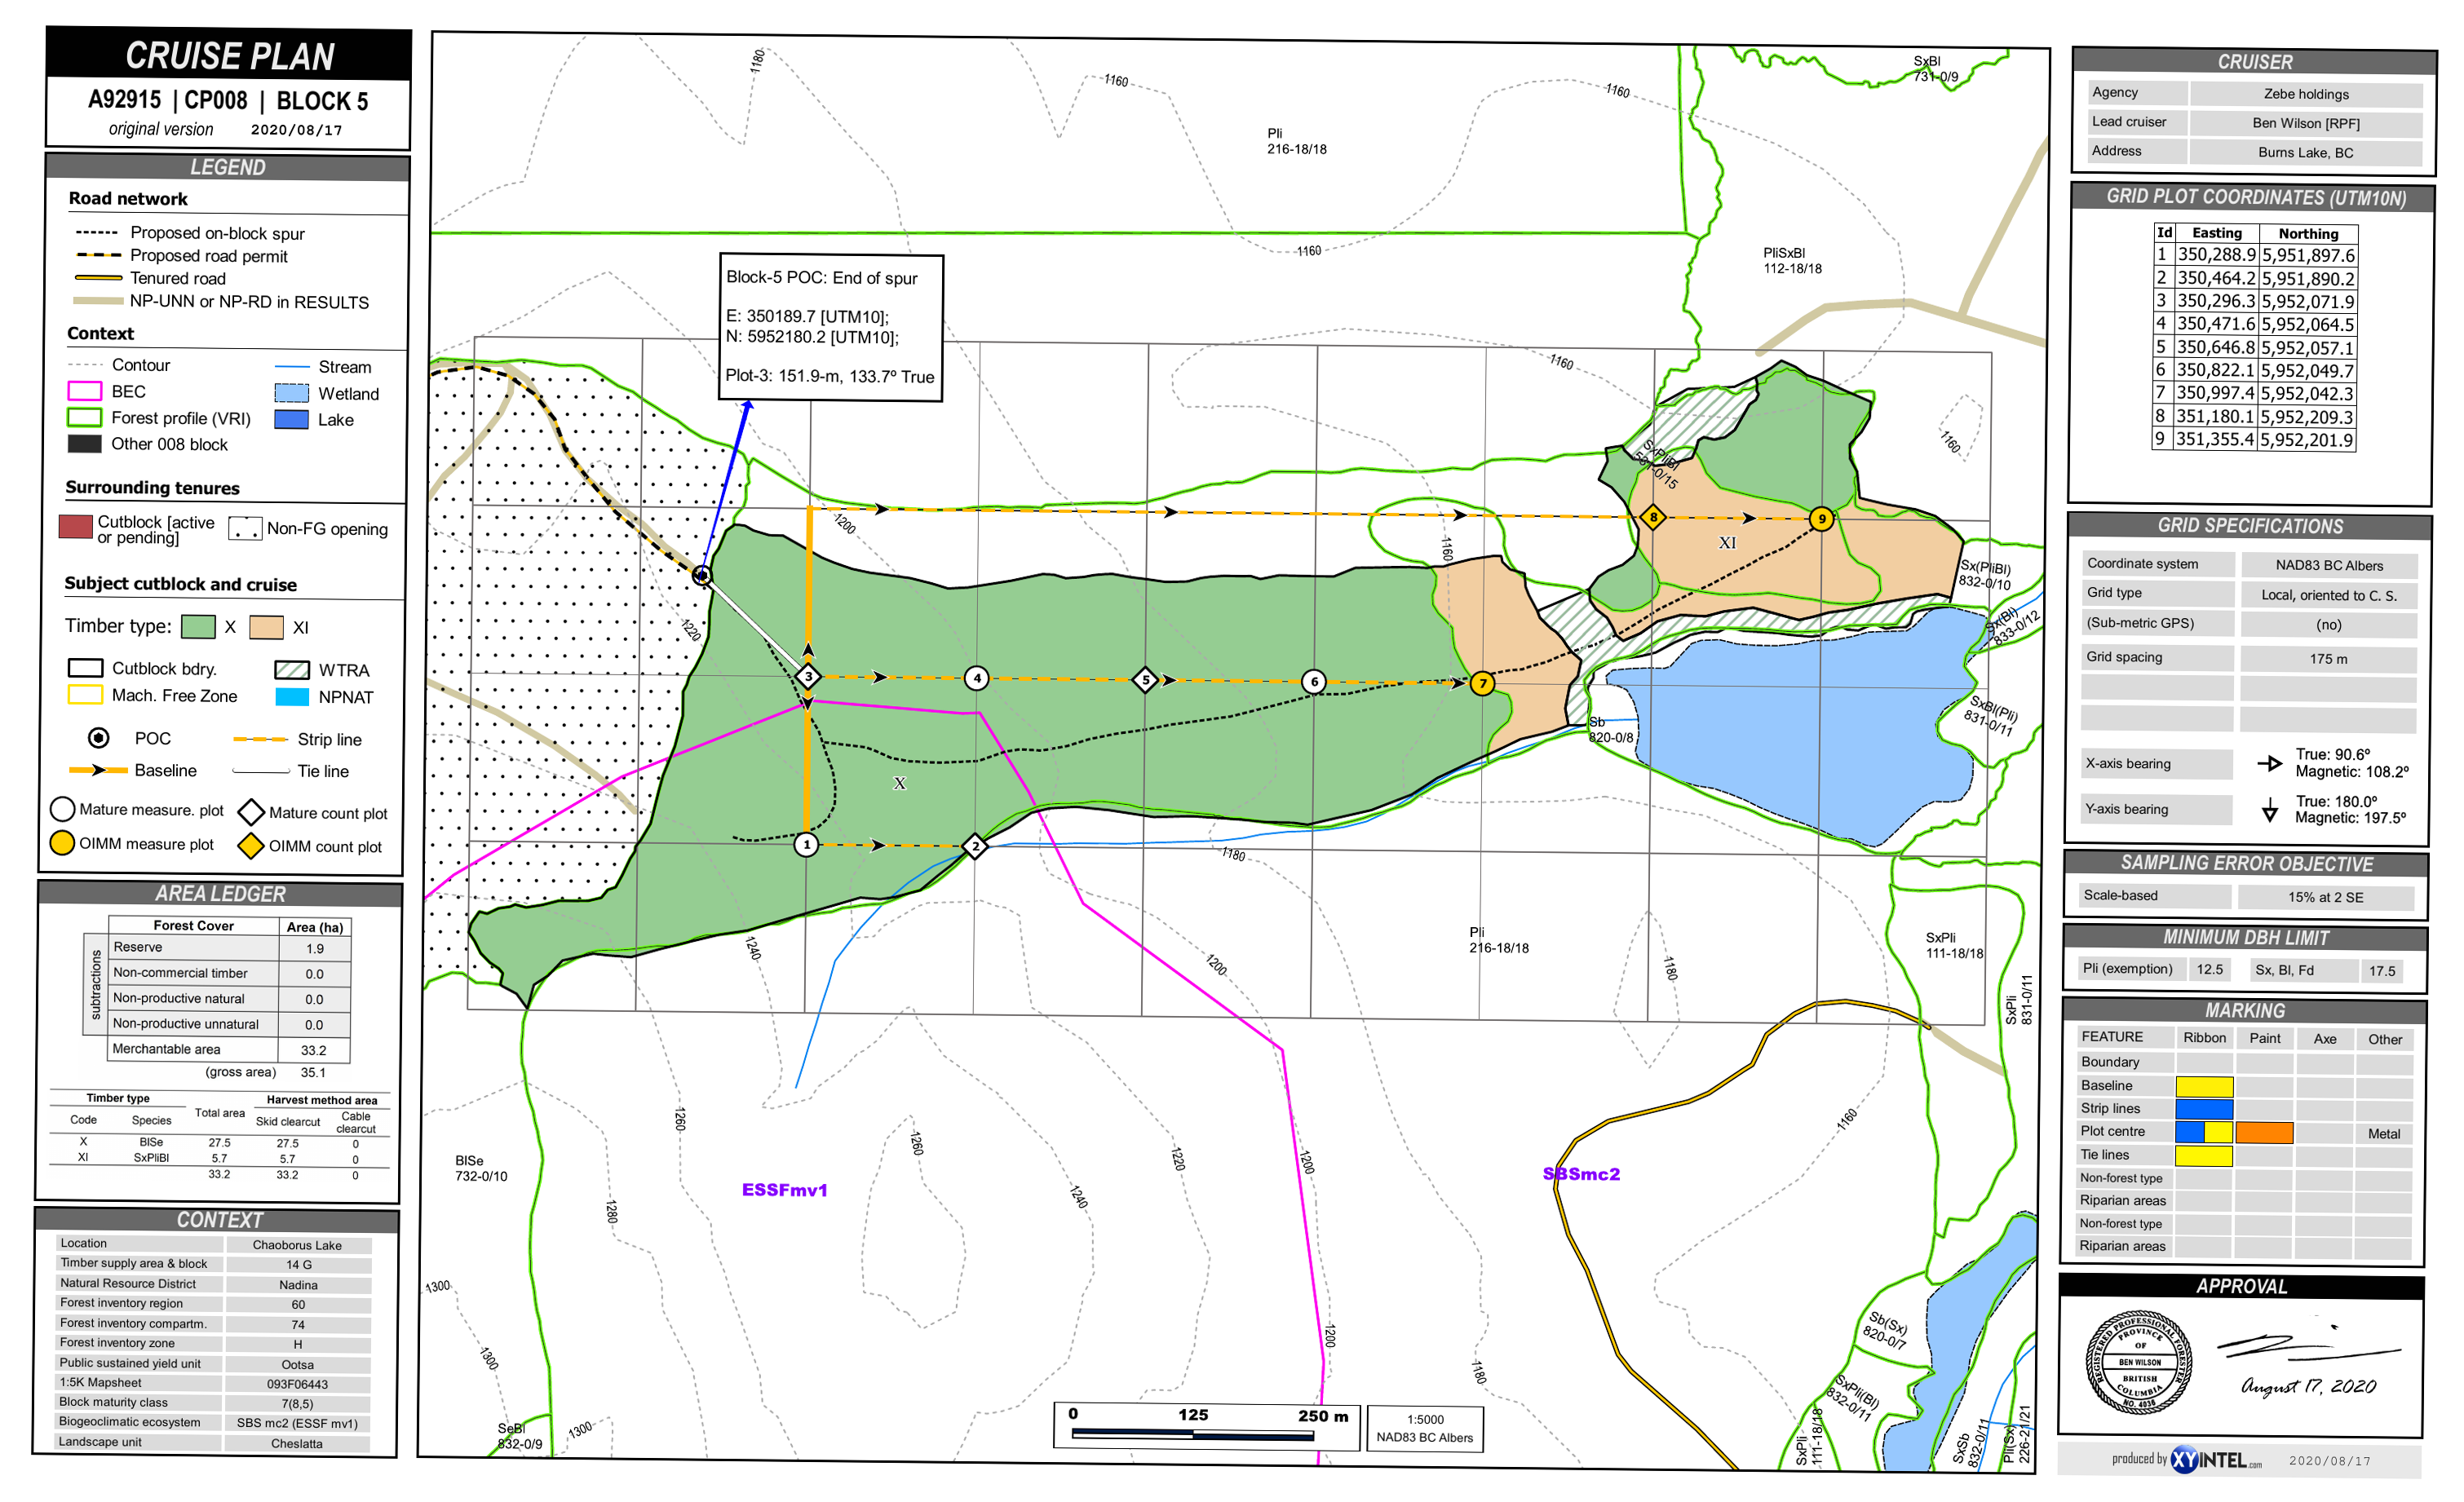 CRUISE PLAN
A92915 | CP008 | BLOCK 5
original version 2020/08/17
LEGEND
Road network
Proposed on-block spur
Proposed road permit
Tenured road
NP-UNN or NP-RD in RESULTS
Context
Contour
Stream
BEC
Wetland
Forest profile (VRI)
Lake
Other 008 block
Surrounding tenures
Cutblock [active
or pending]
Non-FG opening
Subject cutblock and cruise
Timber type: X XI
Cutblock bdry.
WTRA
Mach. Free Zone
NPNAT
POC
Strip line
Baseline
Tie line
Mature measure. plot
Mature count plot
OIMM measure plot
OIMM count plot
AREA LEDGER
Forest Cover Area (ha)
subtractions
Reserve 1.9
Non-commercial timber 0.0
Non-productive natural 0.0
Non-productive unnatural 0.0
Merchantable area 33.2
(gross area) 35.1
Timber type Harvest method area
Code Species Total area Skid clearcut Cable
clearcut
X BlSe 27.5 27.5 0
XI SxPliBl 5.7 5.7 0
33.2 33.2 0
CONTEXT
Location Chaoborus Lake
Timber supply area & block 14 G
Natural Resource District Nadina
Forest inventory region 60
Forest inventory compartm. 74
Forest inventory zone H
Public sustained yield unit Ootsa
1:5K Mapsheet 093F06443
Block maturity class 7(8,5)
Biogeoclimatic ecosystem SBS mc2 (ESSF mv1)
Landscape unit Cheslatta
1180
1160
1160
SxBl
731-0/9
Pli
216-18/18
1160
PliSxBl
112-18/18
Block-5 POC: End of spur
E: 350189.7 [UTM10];
N: 5952180.2 [UTM10];
Plot-3: 151.9-m, 133.7º True
1160
1160
SxPliBl
531-0/15
1200
1160
8
9
XI
Sx(PliBl)
832-0/10
Sx(Bl)
833-0/12
1220
3
4
5
6
7
SxBl(Pli)
831-0/11
Sb
820-0/8
X
1
2
1180
1240
1200
Pli
216-18/18
1180
SxPli
111-18/18
SxPli
831-0/11
1260
1260
1220
1200
1160
BlSe
732-0/10
ESSFmv1
SBSmc2
1280
1240
1300
1300
1200
1180
Sb(Sx)
820-0/7
SxPli(Bl)
832-0/11
SeBl
832-0/9
1300
SxPli
111-18/18
SxSb
832-0/11
Pli(Sx)
226-21/21
0 125 250 m
1:5000
NAD83 BC Albers
CRUISER
Agency Zebe holdings
Lead cruiser Ben Wilson [RPF]
Address Burns Lake, BC
GRID PLOT COORDINATES (UTM10N)
Id Easting Northing
1 350,288.9 5,951,897.6
2 350,464.2 5,951,890.2
3 350,296.3 5,952,071.9
4 350,471.6 5,952,064.5
5 350,646.8 5,952,057.1
6 350,822.1 5,952,049.7
7 350,997.4 5,952,042.3
8 351,180.1 5,952,209.3
9 351,355.4 5,952,201.9
GRID SPECIFICATIONS
Coordinate system NAD83 BC Albers
Grid type Local, oriented to C. S.
(Sub-metric GPS) (no)
Grid spacing 175 m
X-axis bearing True: 90.6º
Magnetic: 108.2º
Y-axis bearing True: 180.0º
Magnetic: 197.5º
SAMPLING ERROR OBJECTIVE
Scale-based 15% at 2 SE
MINIMUM DBH LIMIT
Pli (exemption) 12.5 Sx, Bl, Fd 17.5
MARKING
FEATURE Ribbon Paint Axe Other
Boundary
Baseline
Strip lines
Plot centre Metal
Tie lines
Non-forest type
Riparian areas
Non-forest type
Riparian areas
APPROVAL
REGISTERED PROFESSIONAL FORESTER
PROVINCE
OF
BEN WILSON
BRITISH
COLUMBIA
NO. 4036
August 17, 2020
produced by XYINTEL.com 2020/08/17